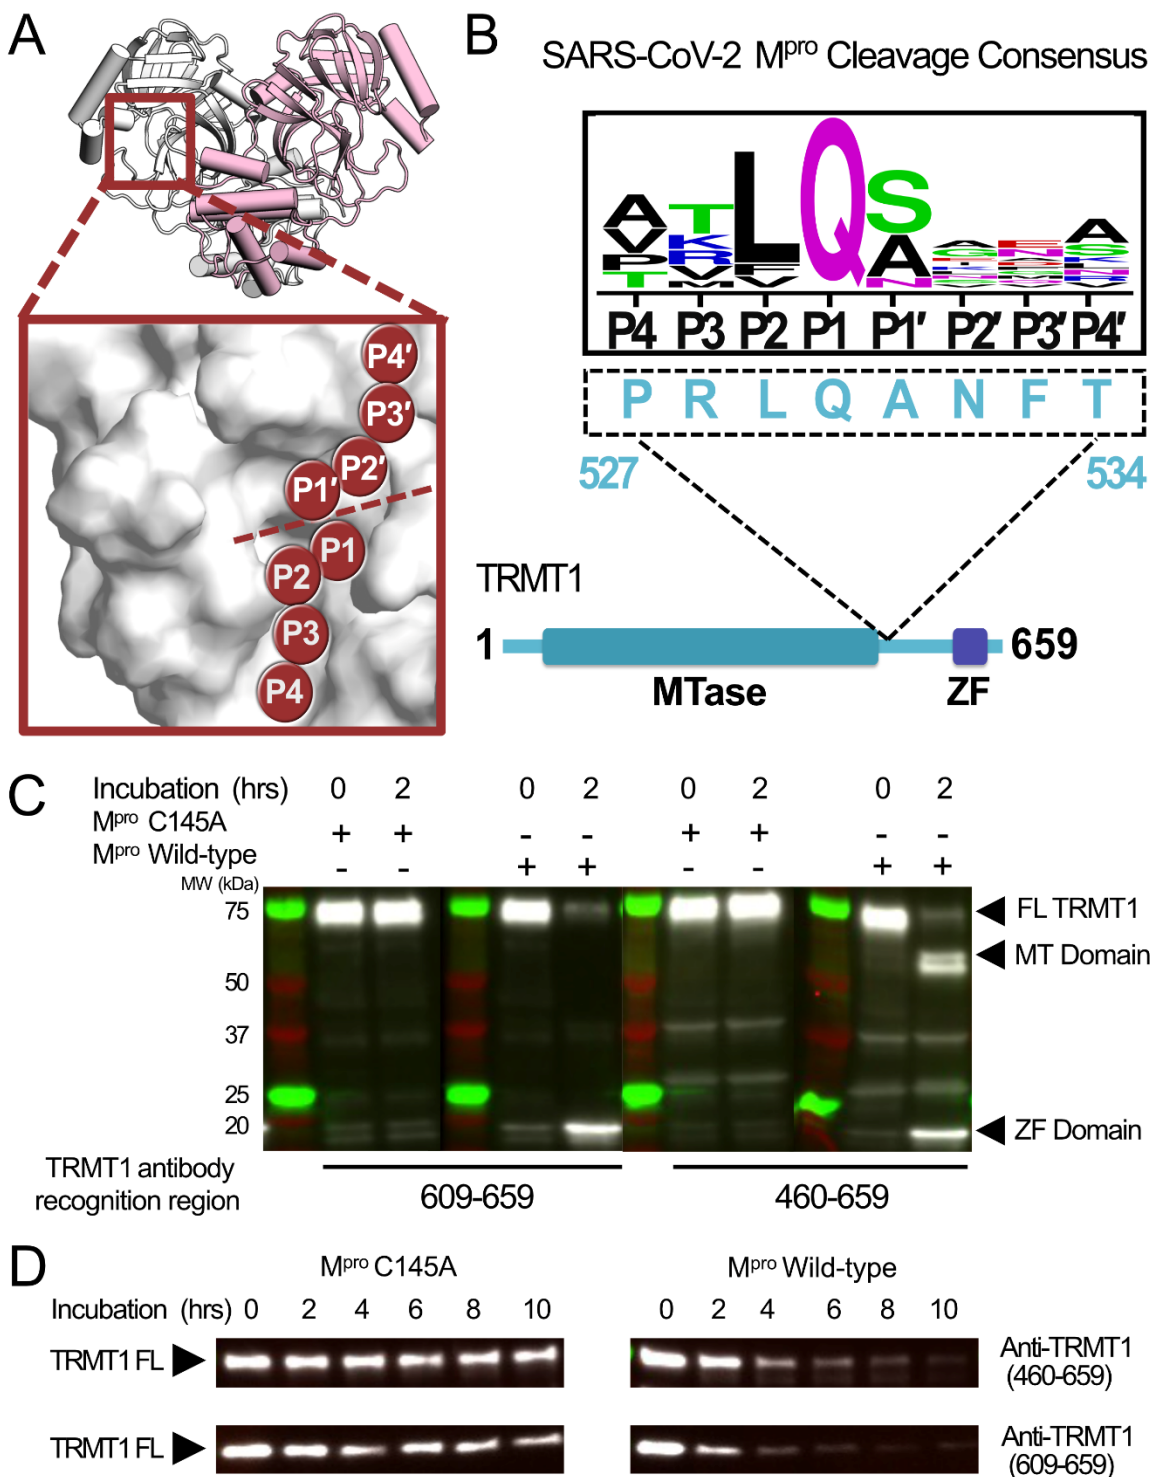 A
P4′
P3′
P2′
P1′
P1
P2
P3
P4
B
SARS-CoV-2 Mpro Cleavage Consensus
P4 P3 P2 P1 P1′ P2′ P3′ P4′
P R L Q A N F T
527 534
TRMT1
1 659
MTase ZF
C
Incubation (hrs) 0 2 0 2 0 2 0 2
Mpro C145A + + - - + + - -
Mpro Wild-type - - + + - - + +
MW (kDa)
75 FL TRMT1
MT Domain
50
37
25
20 ZF Domain
TRMT1 antibody
recognition region
609-659 460-659
D
Mpro C145A Mpro Wild-type
Incubation (hrs) 0 2 4 6 8 10 0 2 4 6 8 10
TRMT1 FL Anti-TRMT1
(460-659)
TRMT1 FL Anti-TRMT1
(609-659)